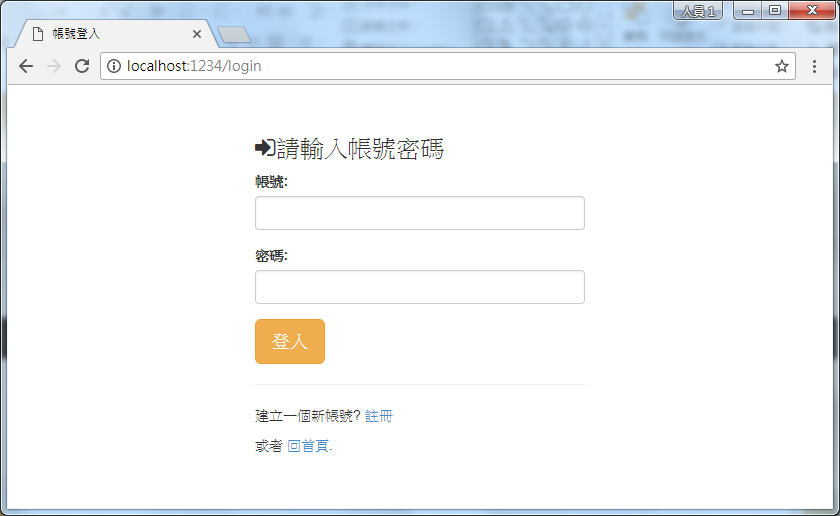 人員 1
帳號登入
localhost:1234/login
請輸入帳號密碼
帳號:
密碼:
登入
建立一個新帳號? 註冊
或者 回首頁.